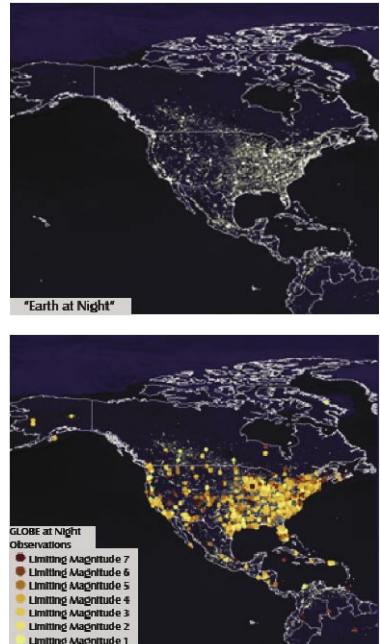 "Earth at Night"
GLOBE at Night
Observations
Limiting Magnitude 7
Limiting Magnitude 6
Limiting Magnitude 5
Limiting Magnitude 4
Limiting Magnitude 3
Limiting Magnitude 2
Limiting Magnitude 1